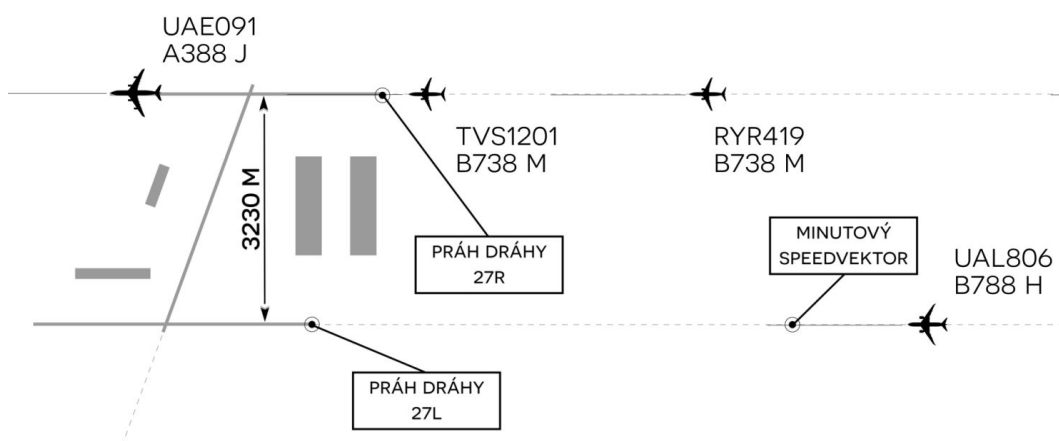 UAE091
A388 J
TVS1201
B738 M
RYR419
B738 M
3230 M
PRÁH DRÁHY
27R
MINUTOVÝ
SPEEDVEKTOR
UAL806
B788 H
PRÁH DRÁHY
27L